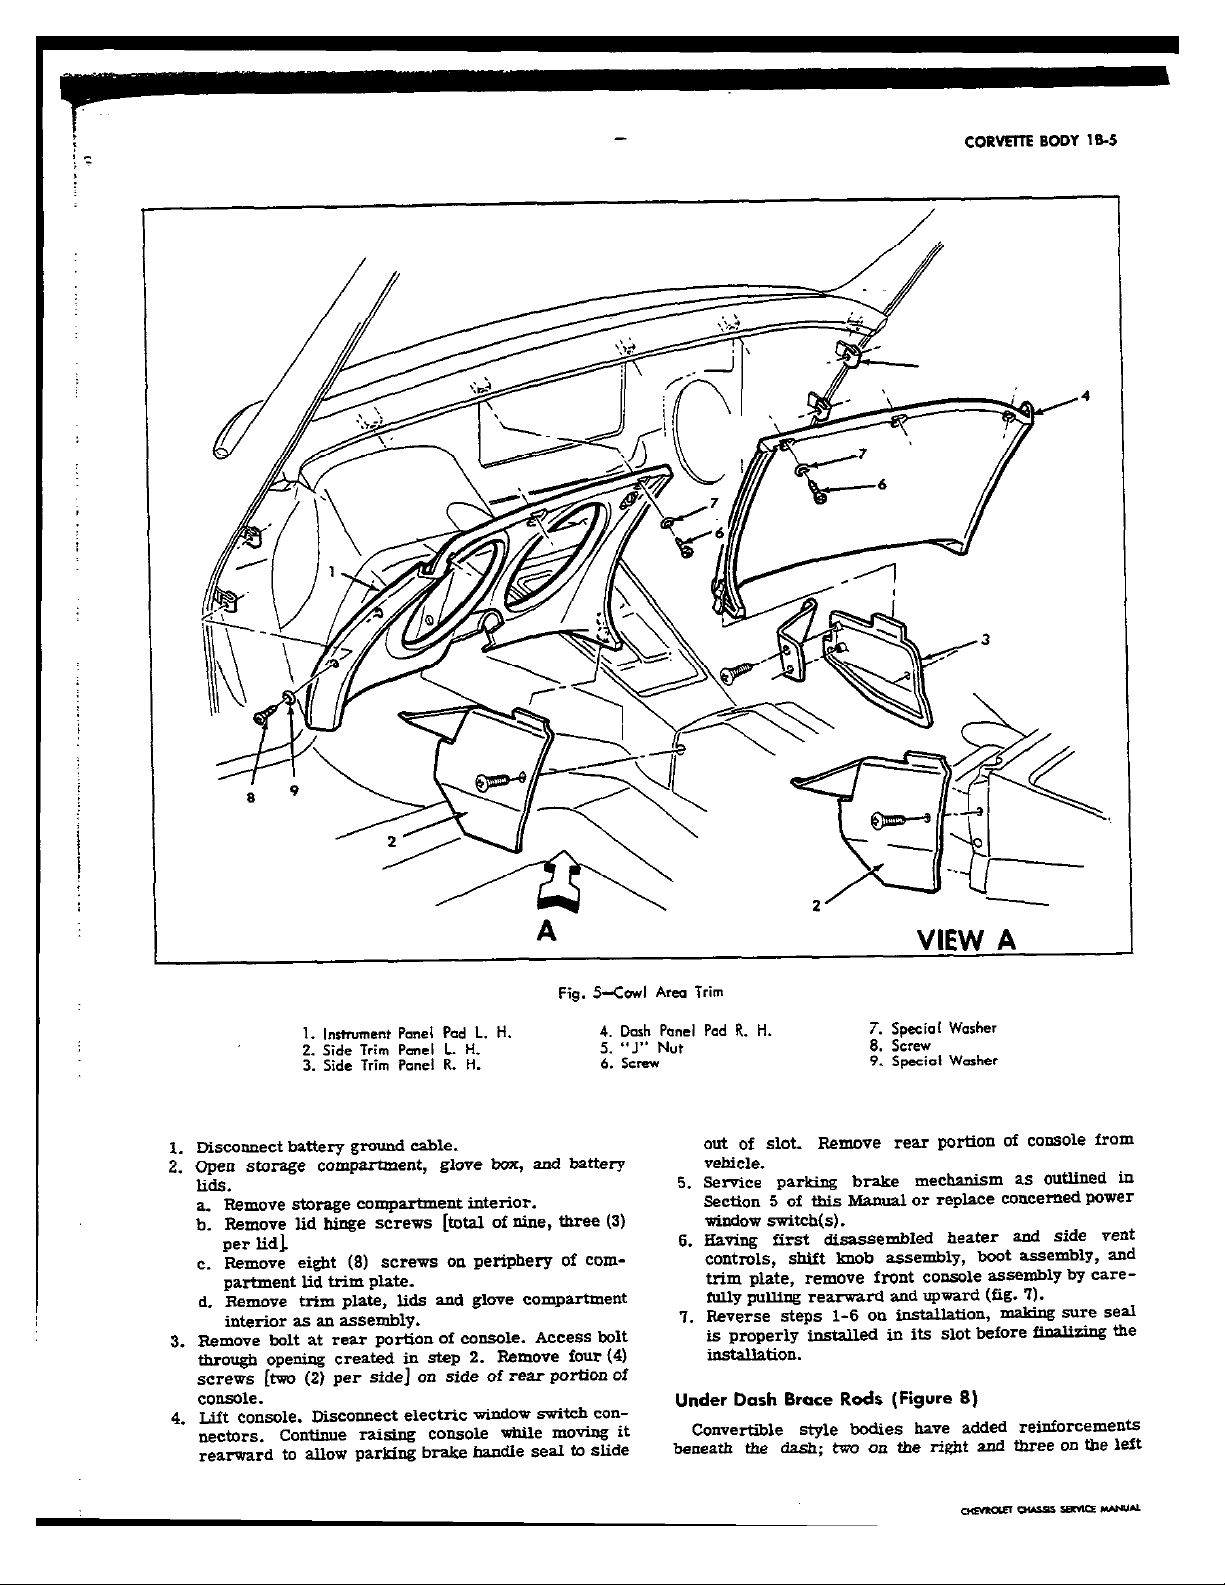 CORVETTE BODY 1B-5
4
7
6
7
6
1
3
8
9
2
2
A
VIEW A
Fig. 5—Cowl Area Trim
1. Instrument Panel Pad L. H.
2. Side Trim Panel L. H.
3. Side Trim Panel R. H.
4. Dash Panel Pad R. H.
5. "J" Nut
6. Screw
7. Special Washer
8. Screw
9. Special Washer
1. Disconnect battery ground cable.
2. Open storage compartment, glove box, and battery
lids.
a. Remove storage compartment interior.
b. Remove lid hinge screws [total of nine, three (3)
per lid].
c. Remove eight (8) screws on periphery of com-
partment lid trim plate.
d. Remove trim plate, lids and glove compartment
interior as an assembly.
3. Remove bolt at rear portion of console. Access bolt
through opening created in step 2. Remove four (4)
screws [two (2) per side] on side of rear portion of
console.
4. Lift console. Disconnect electric window switch con-
nectors. Continue raising console while moving it
rearward to allow parking brake handle seal to slide
out of slot. Remove rear portion of console from
vehicle.
5. Service parking brake mechanism as outlined in
Section 5 of this Manual or replace concerned power
window switch(s).
6. Having first disassembled heater and side vent
controls, shift knob assembly, boot assembly, and
trim plate, remove front console assembly by care-
fully pulling rearward and upward (fig. 7).
7. Reverse steps 1-6 on installation, making sure seal
is properly installed in its slot before finalizing the
installation.
Under Dash Brace Rods (Figure 8)
Convertible style bodies have added reinforcements
beneath the dash; two on the right and three on the left
CHEVROLET CHASSIS SERVICE MANUAL